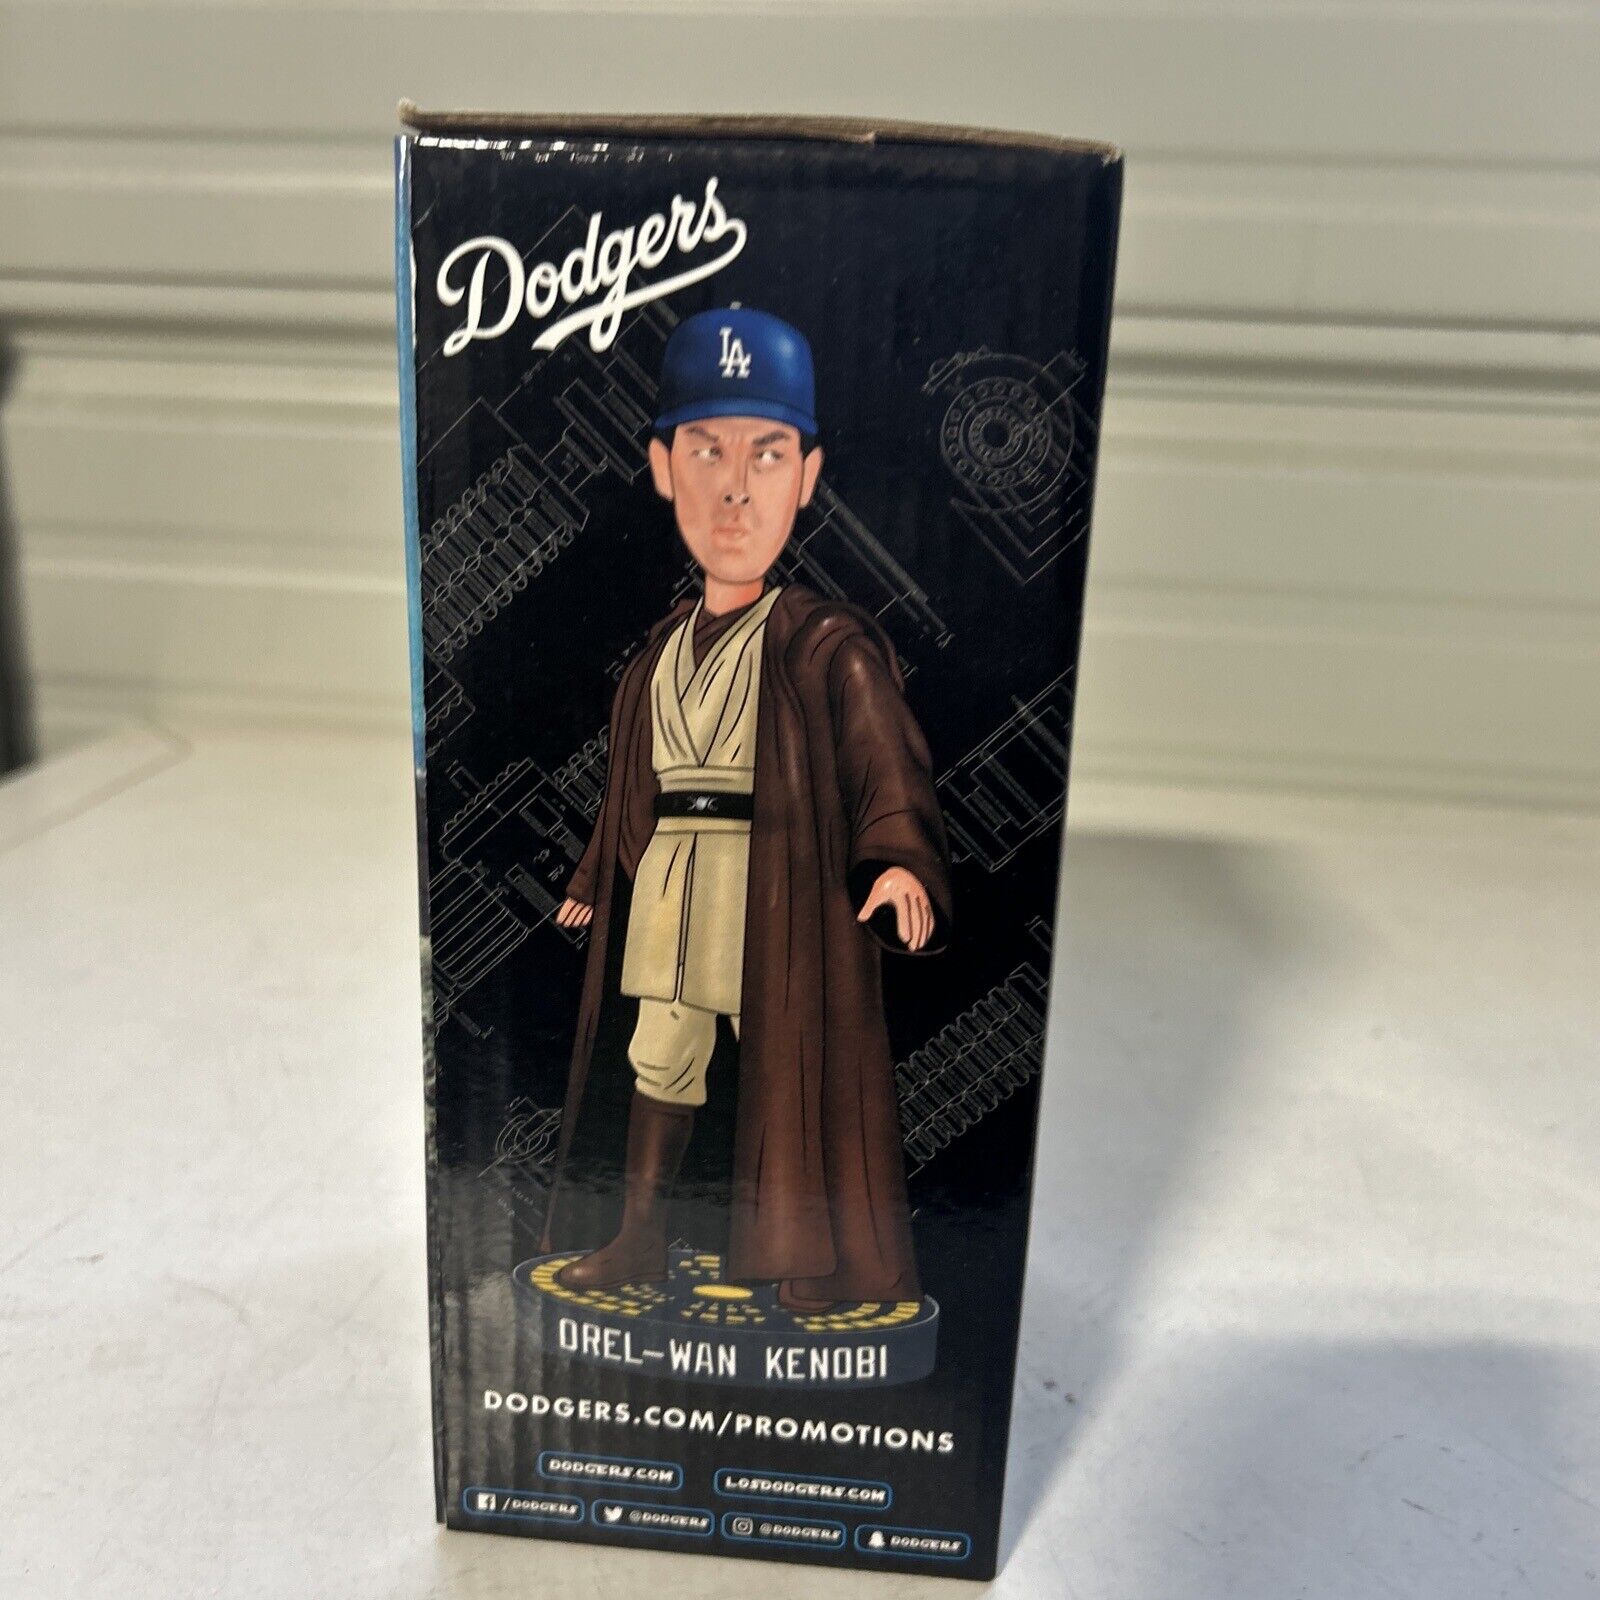 Dodgers
LA
OREL-WAN KENOBI
DODGERS.COM/PROMOTIONS
DODGERS.COM
LOSDODGERS.COM
/DODGERS
@DODGERS
@DODGERS
DODGERS